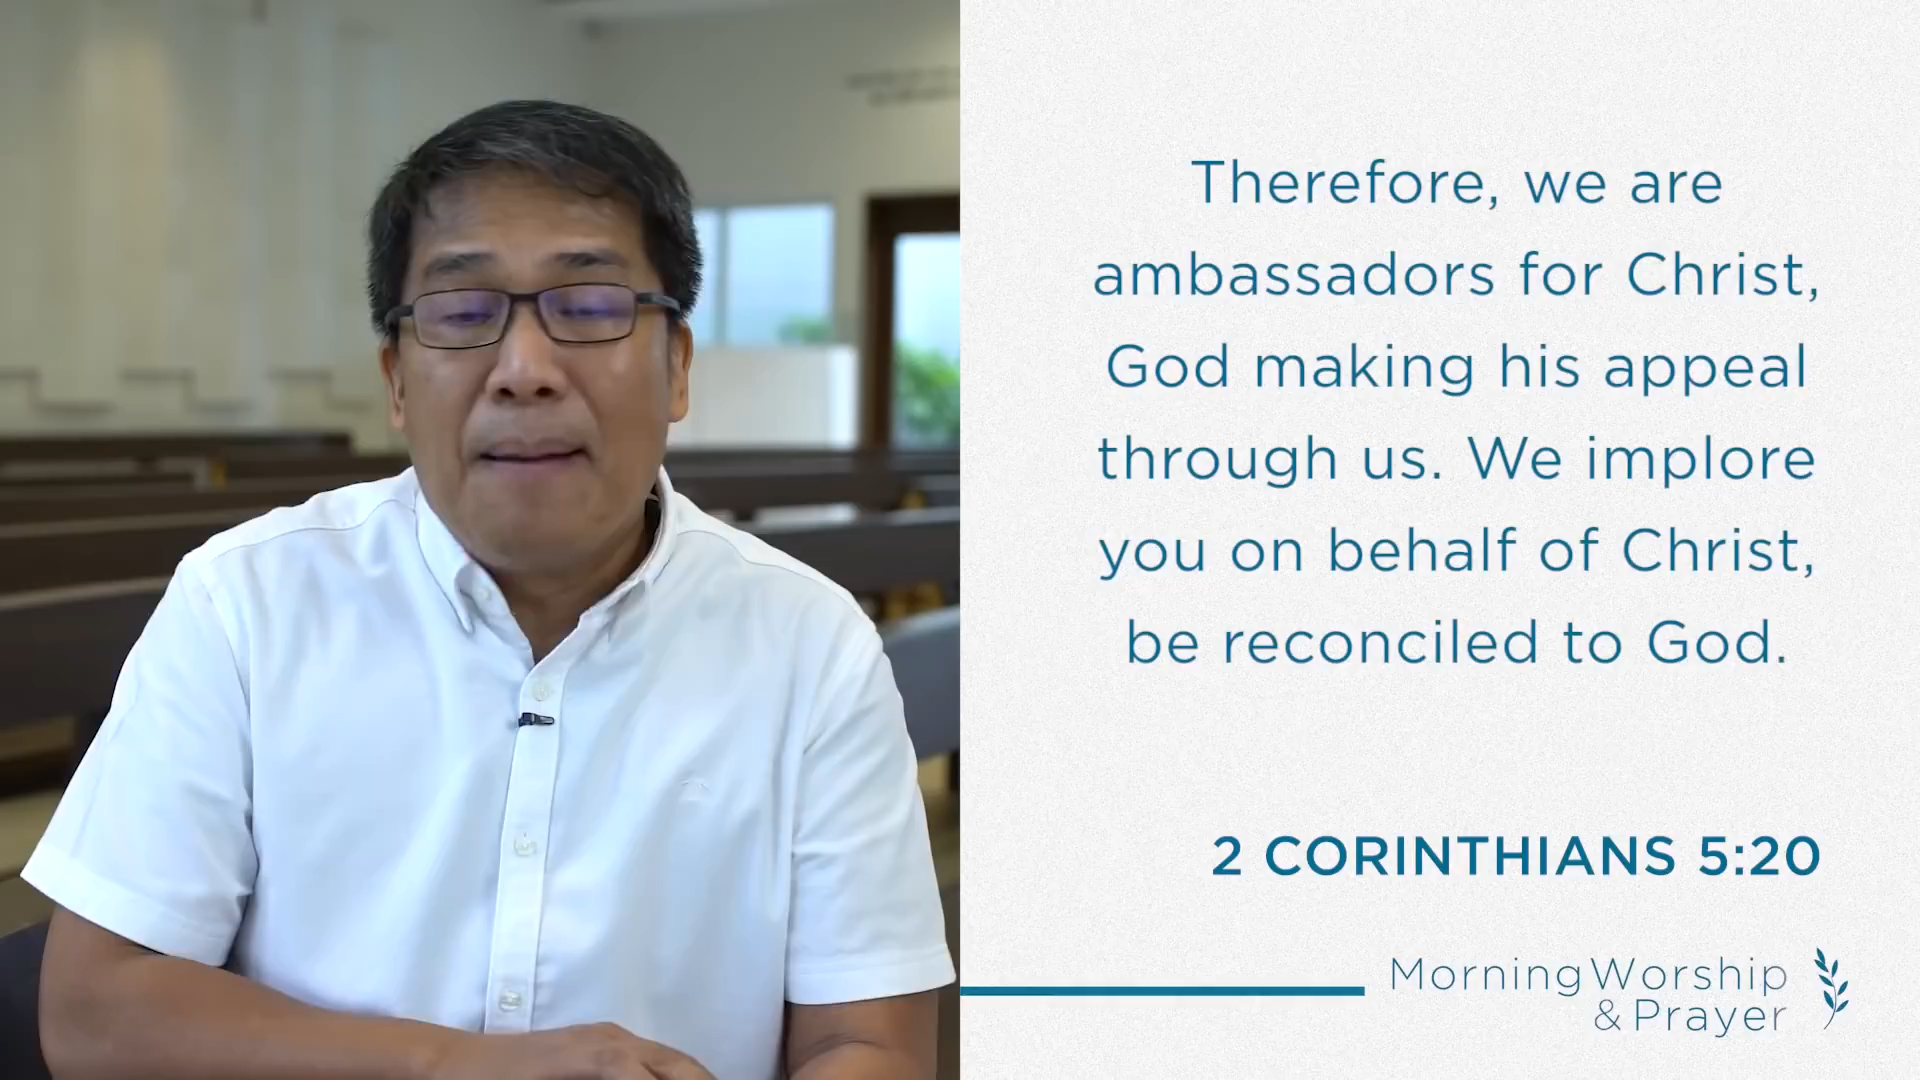 Therefore, we are
ambassadors for Christ,
God making his appeal
through us. We implore
you on behalf of Christ,
be reconciled to God.
2 CORINTHIANS 5:20
Morning Worship
& Prayer